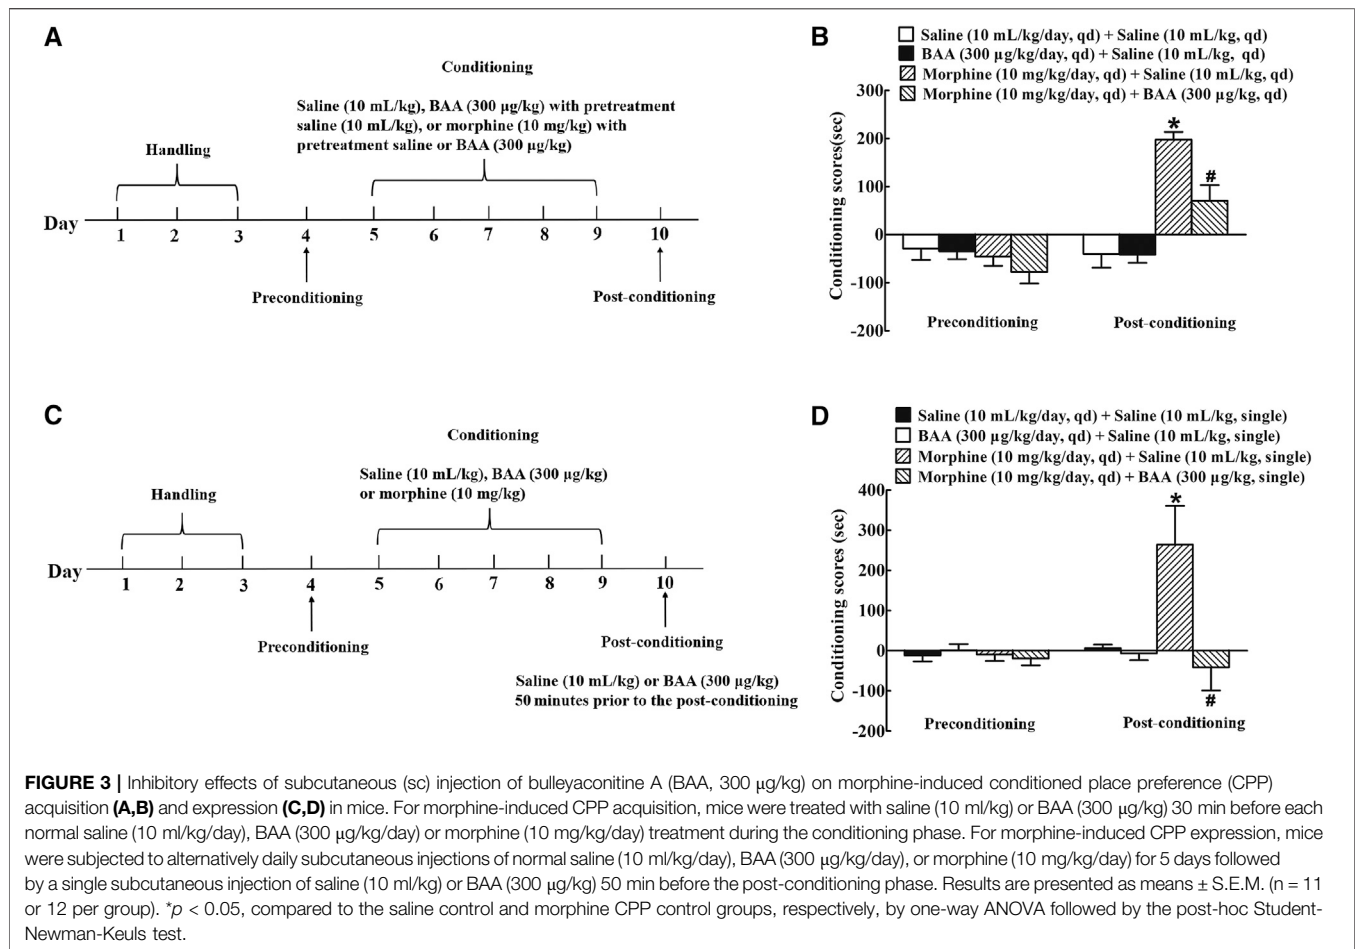 A
Conditioning
Saline (10 mL/kg), BAA (300 μg/kg) with pretreatment
saline (10 mL/kg), or morphine (10 mg/kg) with
pretreatment saline or BAA (300 μg/kg)
Handling
Day
1 2 3 4 5 6 7 8 9 10
Preconditioning Post-conditioning
B
Saline (10 mL/kg/day, qd) + Saline (10 mL/kg, qd)
BAA (300 μg/kg/day, qd) + Saline (10 mL/kg, qd)
Morphine (10 mg/kg/day, qd) + Saline (10 mL/kg, qd)
Morphine (10 mg/kg/day, qd) + BAA (300 μg/kg, qd)
Conditioning scores(sec)
300
200
100
0
-100
-200
*
#
Preconditioning Post-conditioning
C
Conditioning
Saline (10 mL/kg), BAA (300 μg/kg)
or morphine (10 mg/kg)
Handling
Day
1 2 3 4 5 6 7 8 9 10
Preconditioning Post-conditioning
Saline (10 mL/kg) or BAA (300 μg/kg)
50 minutes prior to the post-conditioning
D
Saline (10 mL/kg/day, qd) + Saline (10 mL/kg, single)
BAA (300 μg/kg/day, qd) + Saline (10 mL/kg, single)
Morphine (10 mg/kg/day, qd) + Saline (10 mL/kg, single)
Morphine (10 mg/kg/day, qd) + BAA (300 μg/kg, single)
Conditioning scores (sec)
400
300
200
100
0
-100
-200
*
#
Preconditioning Post-conditioning
FIGURE 3 | Inhibitory effects of subcutaneous (sc) injection of bulleyaconitine A (BAA, 300 μg/kg) on morphine-induced conditioned place preference (CPP)
acquisition (A,B) and expression (C,D) in mice. For morphine-induced CPP acquisition, mice were treated with saline (10 ml/kg) or BAA (300 μg/kg) 30 min before each
normal saline (10 ml/kg/day), BAA (300 μg/kg/day) or morphine (10 mg/kg/day) treatment during the conditioning phase. For morphine-induced CPP expression, mice
were subjected to alternatively daily subcutaneous injections of normal saline (10 ml/kg/day), BAA (300 μg/kg/day), or morphine (10 mg/kg/day) for 5 days followed
by a single subcutaneous injection of saline (10 ml/kg) or BAA (300 μg/kg) 50 min before the post-conditioning phase. Results are presented as means ± S.E.M. (n = 11
or 12 per group). *p < 0.05, compared to the saline control and morphine CPP control groups, respectively, by one-way ANOVA followed by the post-hoc Student-
Newman-Keuls test.